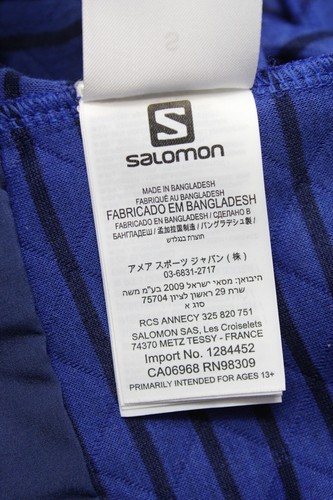 S
SALOMON
MADE IN BANGLADESH
FABRIQUÉ AU BANGLADESH
FABRICADO EM BANGLADESH
FABRICADO EN BANGLADESH / СДЕЛАНО В
БАНГЛАДЕШ / 孟加拉国制造 / バングラデシュ製 /
תוצרת בנגלדש
アメア スポーツ ジャパン (株)
03-6831-2717
היבואן: מסאי ישראל 2009 בע"מ משה
שרת 29 ראשון לציון 75704
סוג א
RCS ANNECY 325 820 751
SALOMON SAS, Les Croiselets
74370 METZ TESSY - FRANCE
Import No. 1284452
CA06968 RN98309
PRIMARILY INTENDED FOR AGES 13+